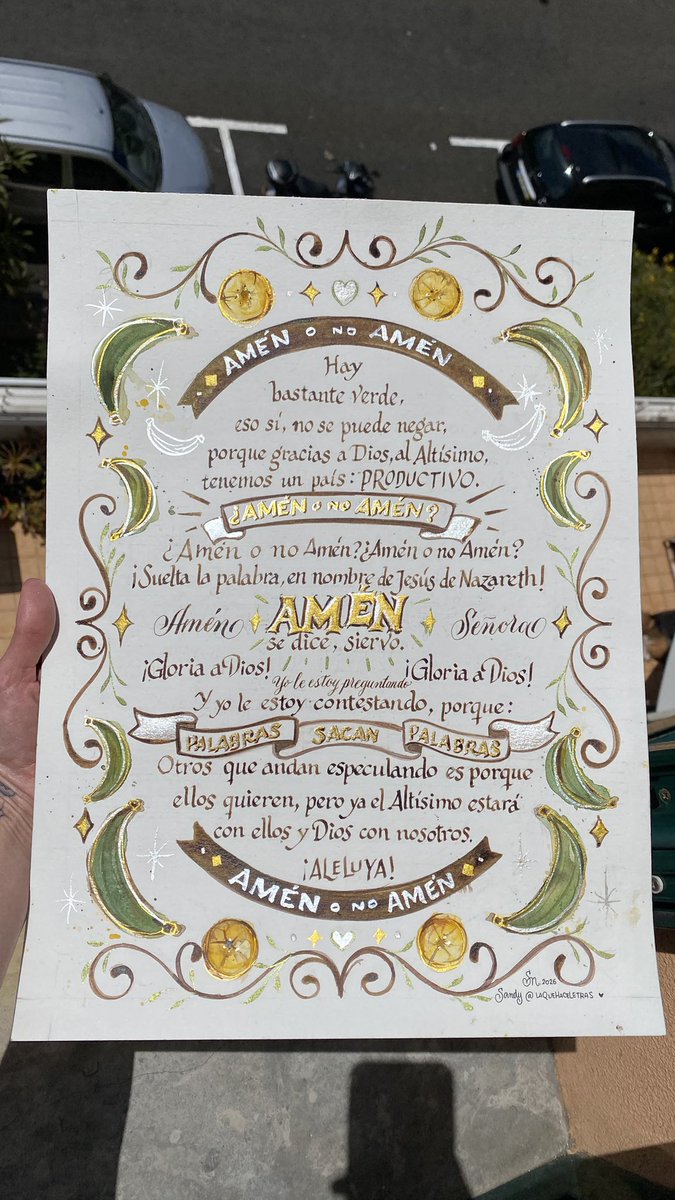 AMÉN O NO AMÉN
Hay
bastante verde,
eso sí, no se puede negar,
porque gracias a Dios, al Altísimo,
tenemos un país: PRODUCTIVO.
¿AMÉN O NO AMÉN?
¿Amén o no Amén? ¿Amén o no Amén?
¡Suelta la palabra, en nombre de Jesús de Nazareth!
Amén AMÉN Señora
se dice, siervo.
¡Gloria a Dios! ¡Gloria a Dios!
Yo le estoy preguntando
Y yo le estoy contestando, porque:
PALABRAS SACAN PALABRAS
Otros que andan especulando es porque
ellos quieren, pero ya el Altísimo estará
con ellos y Dios con nosotros.
¡ALELUYA!
AMÉN O NO AMÉN
SN. 2026
Sandy @LAQUEHACELETRAS